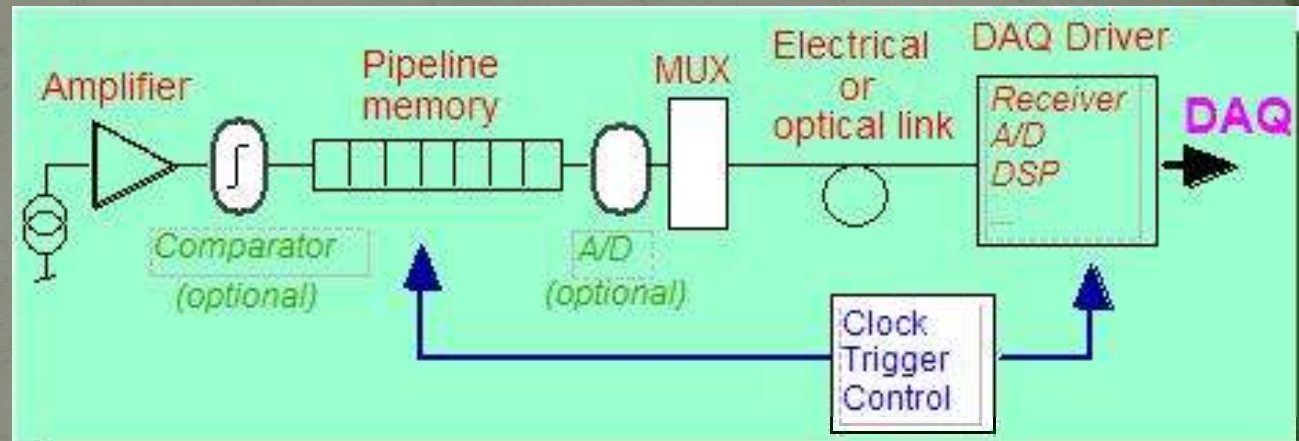 Amplifier
Comparator
(optional)
Pipeline
memory
A/D
(optional)
MUX
Electrical
or
optical link
DAQ Driver
Receiver
A/D
DSP
...
DAQ
Clock
Trigger
Control